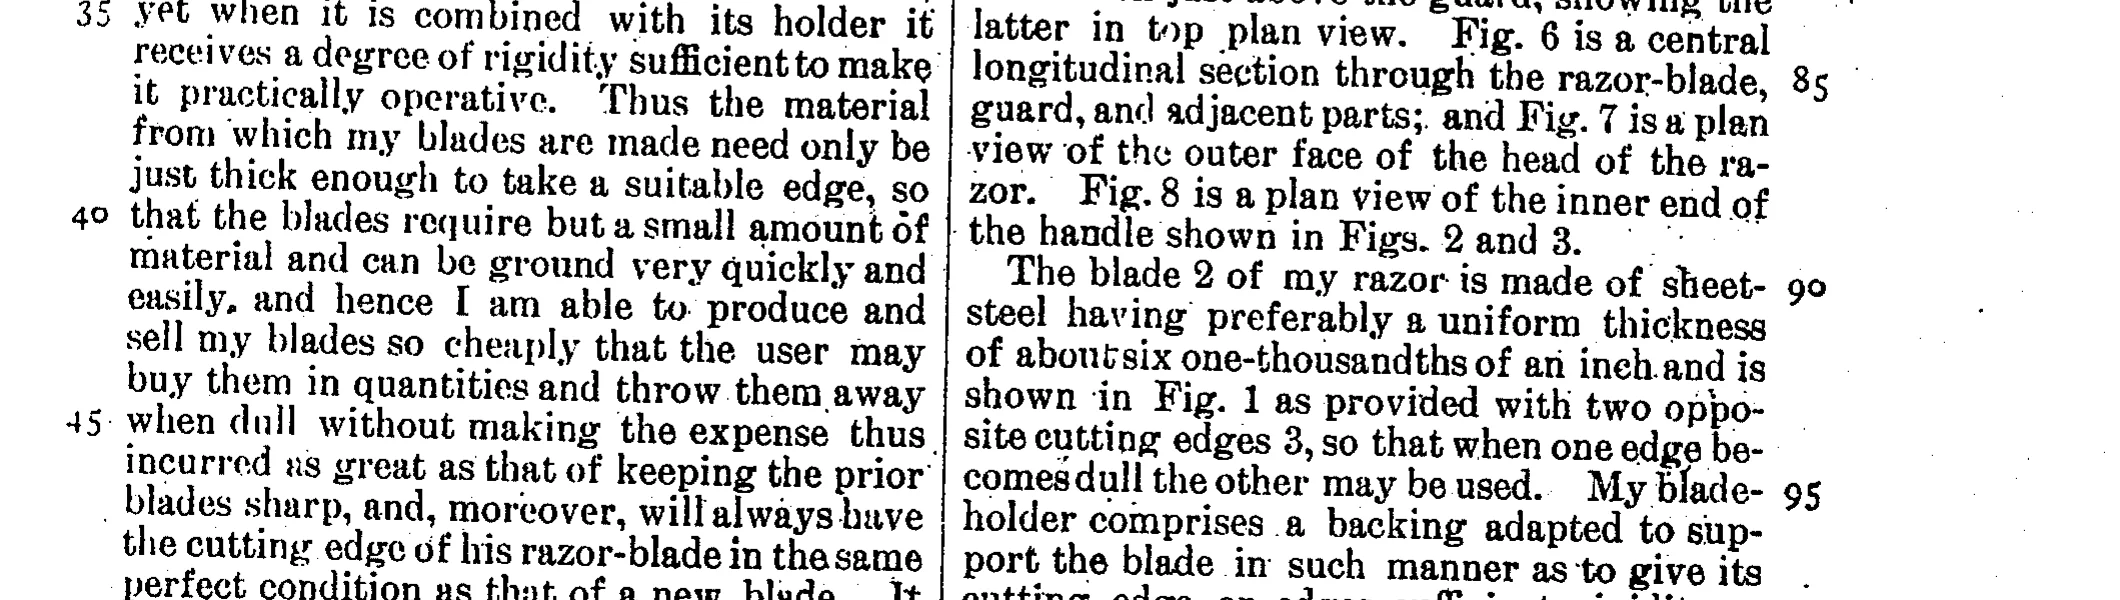 35 yet when it is combined with its holder it
receives a degree of rigidity sufficient to make
it practically operative. Thus the material
from which my blades are made need only be
just thick enough to take a suitable edge, so
40 that the blades require but a small amount of
material and can be ground very quickly and
easily, and hence I am able to produce and
sell my blades so cheaply that the user may
buy them in quantities and throw them away
45 when dull without making the expense thus
incurred as great as that of keeping the prior
blades sharp, and, moreover, will always have
the cutting edge of his razor-blade in the same
perfect condition as that of a new blade. It
guard, showing the
latter in top plan view. Fig. 6 is a central
longitudinal section through the razor-blade, 85
guard, and adjacent parts; and Fig. 7 is a plan
view of the outer face of the head of the ra-
zor. Fig. 8 is a plan view of the inner end of
the handle shown in Figs. 2 and 3.
The blade 2 of my razor is made of sheet- 90
steel having preferably a uniform thickness
of about six one-thousandths of an inch and is
shown in Fig. 1 as provided with two oppo-
site cutting edges 3, so that when one edge be-
comes dull the other may be used. My blade- 95
holder comprises a backing adapted to sup-
port the blade in such manner as to give its